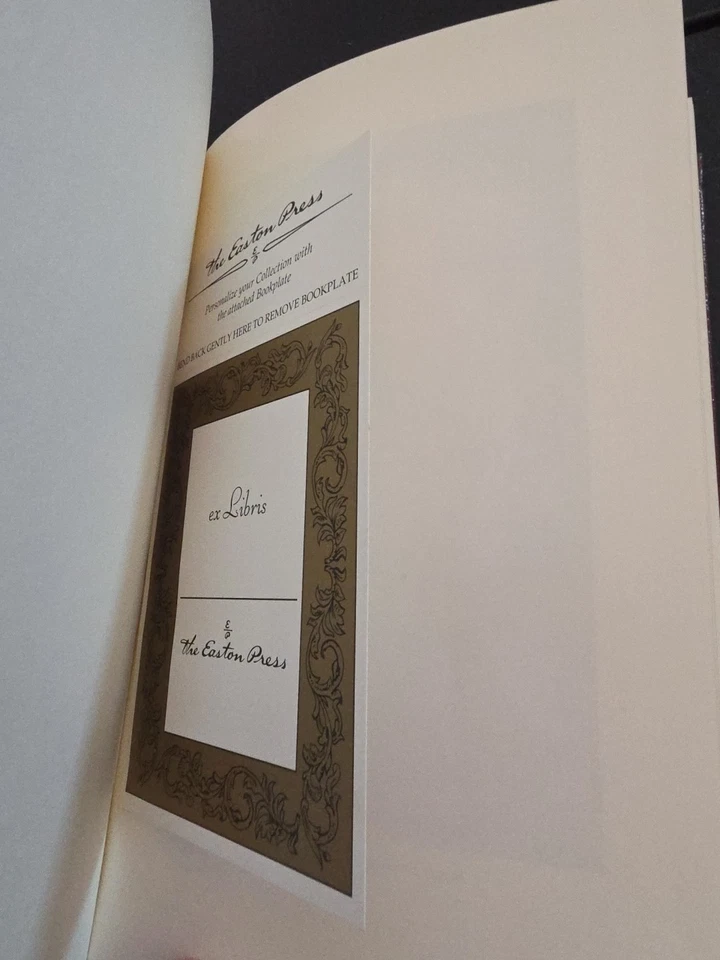 the Easton Press
E
P
Personalize your Collection with
the attached Bookplate
BEND BACK GENTLY HERE TO REMOVE BOOKPLATE
ex Libris
E
P
the Easton Press